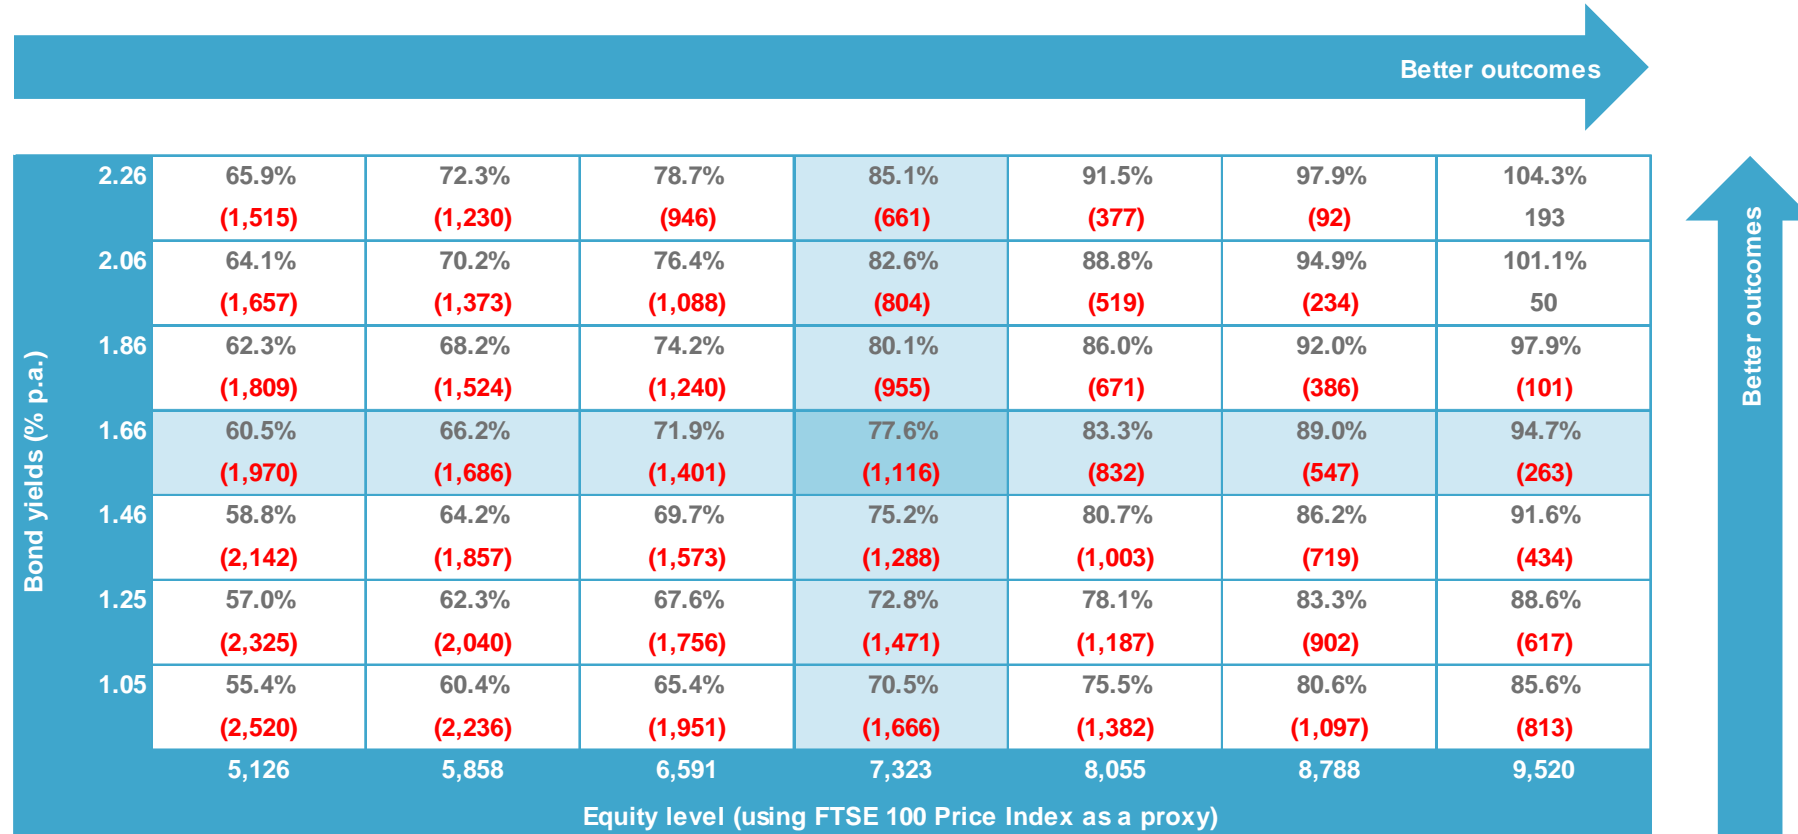 Better outcomes
2.26 65.9% 72.3% 78.7% 85.1% 91.5% 97.9% 104.3%
(1,515) (1,230) (946) (661) (377) (92) 193
2.06 64.1% 70.2% 76.4% 82.6% 88.8% 94.9% 101.1%
(1,657) (1,373) (1,088) (804) (519) (234) 50
1.86 62.3% 68.2% 74.2% 80.1% 86.0% 92.0% 97.9%
(1,809) (1,524) (1,240) (955) (671) (386) (101)
1.66 60.5% 66.2% 71.9% 77.6% 83.3% 89.0% 94.7%
(1,970) (1,686) (1,401) (1,116) (832) (547) (263)
1.46 58.8% 64.2% 69.7% 75.2% 80.7% 86.2% 91.6%
(2,142) (1,857) (1,573) (1,288) (1,003) (719) (434)
1.25 57.0% 62.3% 67.6% 72.8% 78.1% 83.3% 88.6%
(2,325) (2,040) (1,756) (1,471) (1,187) (902) (617)
1.05 55.4% 60.4% 65.4% 70.5% 75.5% 80.6% 85.6%
(2,520) (2,236) (1,951) (1,666) (1,382) (1,097) (813)
5,126 5,858 6,591 7,323 8,055 8,788 9,520
Equity level (using FTSE 100 Price Index as a proxy)
Bond yields (% p.a.)
Better outcomes